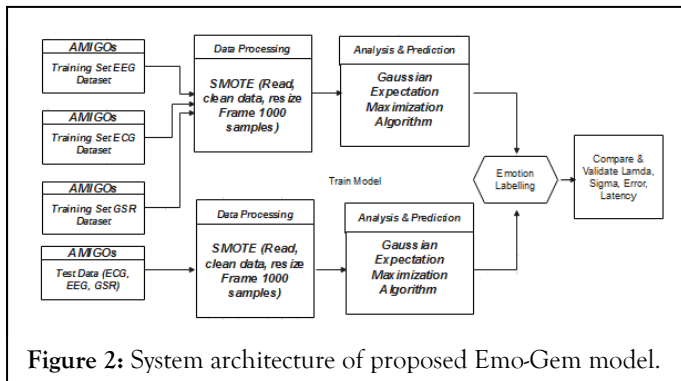 AMIGOs
Training Set EEG
Dataset
AMIGOs
Training Set ECG
Dataset
AMIGOs
Training Set GSR
Dataset
AMIGOs
Test Data (ECG,
EEG, GSR)
Data Processing
SMOTE (Read,
clean data, resize
Frame 1000
samples)
Analysis & Prediction
Gaussian
Expectation
Maximization
Algorithm
Train Model
Data Processing
SMOTE (Read,
clean data, resize
Frame 1000
samples)
Analysis & Prediction
Gaussian
Expectation
Maximization
Algorithm
Emotion
Labelling
Compare &
Validate Lamda,
Sigma, Error,
Latency
Figure 2: System architecture of proposed Emo-Gem model.